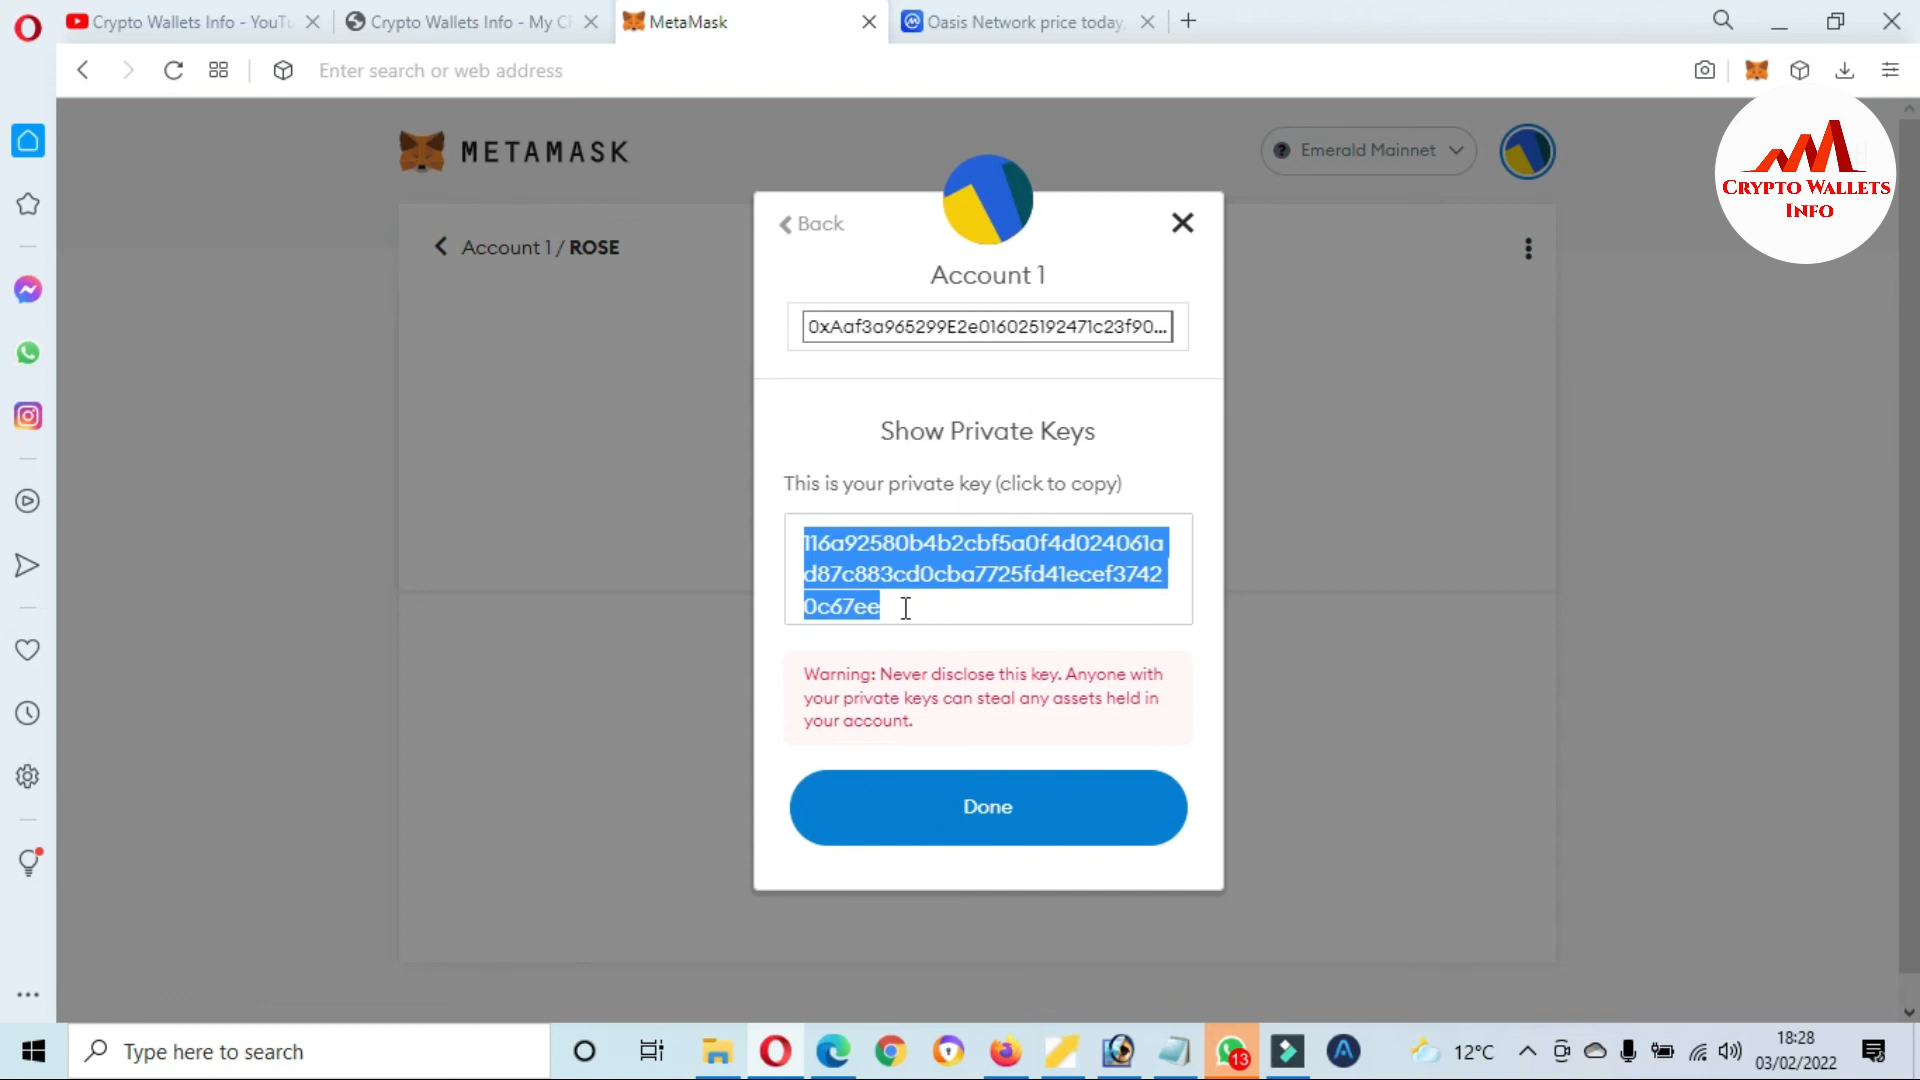 Crypto Wallets Info - YouTu
Crypto Wallets Info - My Cr
MetaMask
Oasis Network price today,
Enter search or web address
METAMASK
Emerald Mainnet
CRYPTO WALLETS
INFO
Back
Account 1 / ROSE
Account 1
0xAaf3a965299E2e016025192471c23f90...
Show Private Keys
This is your private key (click to copy)
116a92580b4b2cbf5a0f4d024061a
d87c883cd0cba7725fd41ecef3742
0c67ee
Warning: Never disclose this key. Anyone with
your private keys can steal any assets held in
your account.
Done
Type here to search
13
12°C
18:28
03/02/2022